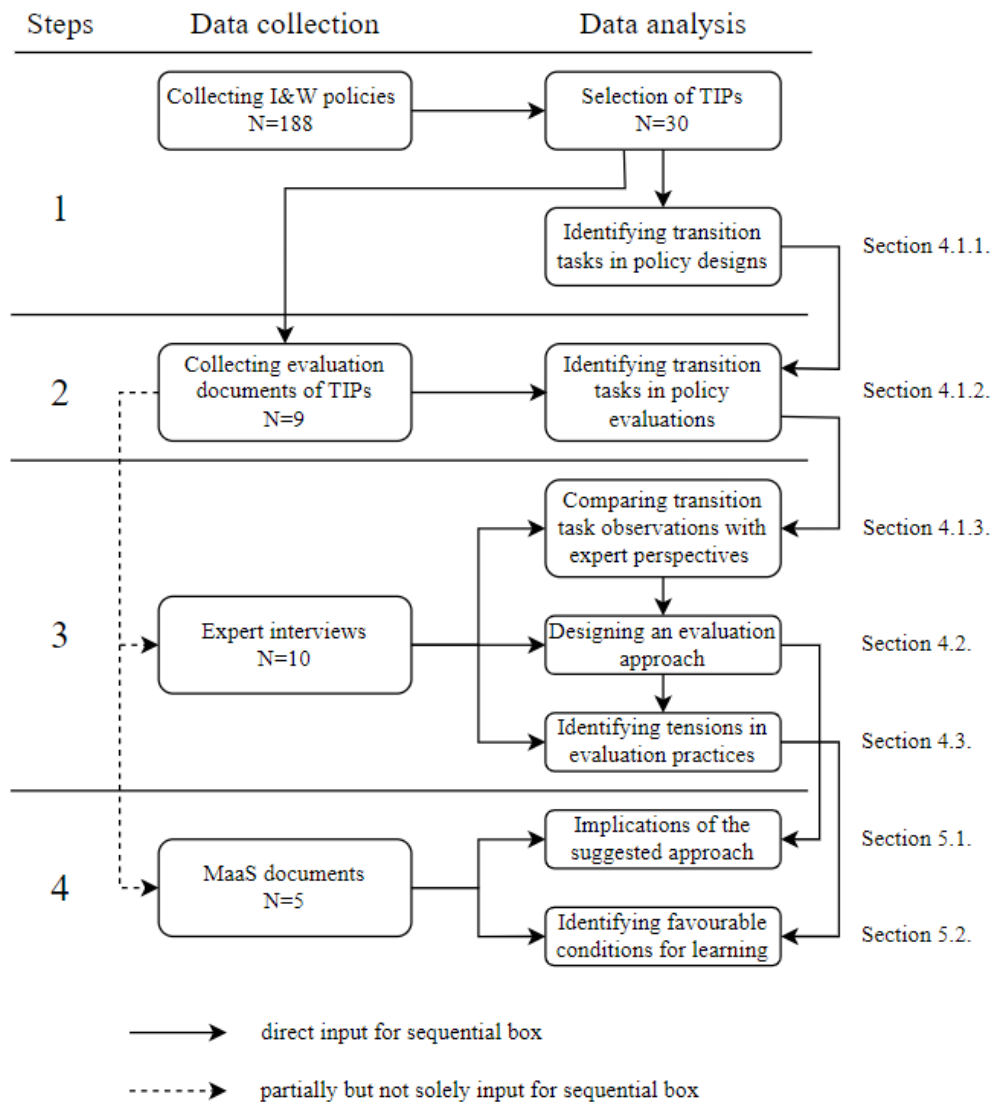 Steps
Data collection
Data analysis
1
Collecting I&W policies
N=188
Selection of TIPs
N=30
Identifying transition
tasks in policy designs
Section 4.1.1.
2
Collecting evaluation
documents of TIPs
N=9
Identifying transition
tasks in policy
evaluations
Section 4.1.2.
3
Expert interviews
N=10
Comparing transition
task observations with
expert perspectives
Section 4.1.3.
Designing an evaluation
approach
Section 4.2.
Identifying tensions in
evaluation practices
Section 4.3.
4
MaaS documents
N=5
Implications of the
suggested approach
Section 5.1.
Identifying favourable
conditions for learning
Section 5.2.
direct input for sequential box
partially but not solely input for sequential box